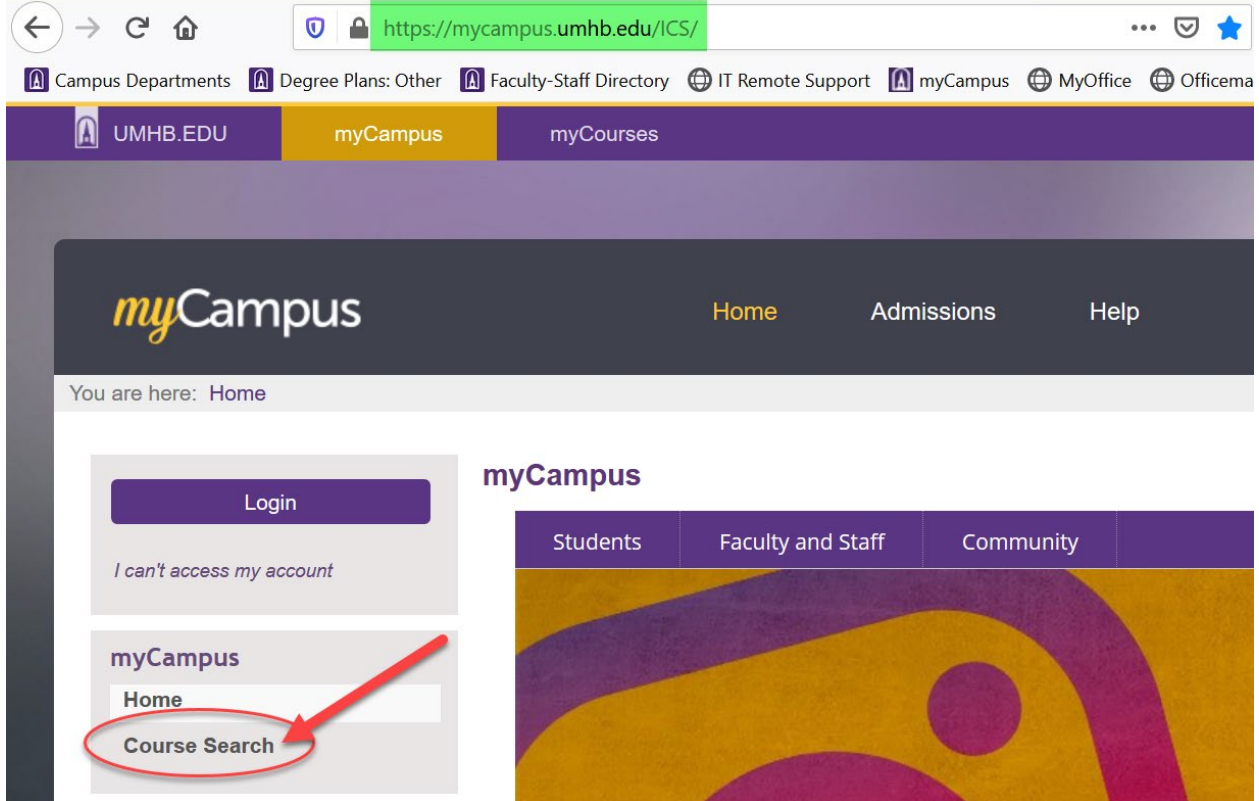 https://mycampus.umhb.edu/ICS/
Campus Departments Degree Plans: Other Faculty-Staff Directory IT Remote Support myCampus MyOffice Officema
UMHB.EDU myCampus myCourses
myCampus Home Admissions Help
You are here: Home
Login
I can't access my account
myCampus
Home
Course Search
myCampus
Students Faculty and Staff Community